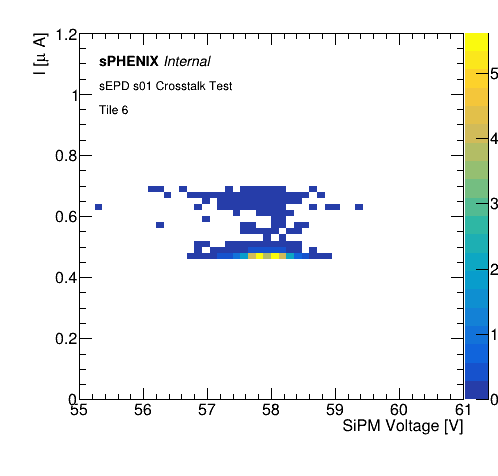 I [μ A]
1.2
1
0.8
0.6
0.4
0.2
0
sPHENIX Internal
sEPD s01 Crosstalk Test
Tile 6
55 56 57 58 59 60 61
SiPM Voltage [V]
5
4
3
2
1
0